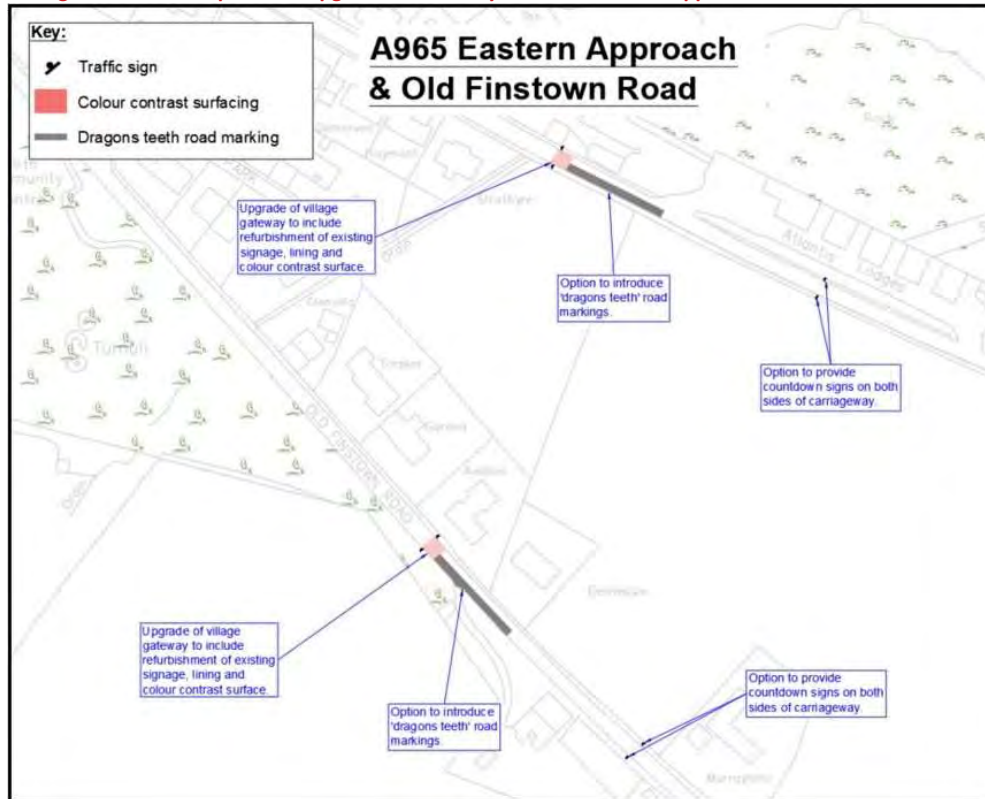 Key:
Traffic sign
Colour contrast surfacing
Dragons teeth road marking
A965 Eastern Approach
& Old Finstown Road
Upgrade of village
gateway to include
refurbishment of existing
signage, lining and
colour contrast surface.
Option to introduce
'dragons teeth' road
markings.
Atlantis Lodges
Option to provide
countdown signs on both
sides of carriageway.
PARK
Drain
Tumuli
OLD FINSTOWN ROAD
Drain
Upgrade of village
gateway to include
refurbishment of existing
signage, lining and
colour contrast surface.
Option to introduce
'dragons teeth' road
markings.
Option to provide
countdown signs on both
sides of carriageway.